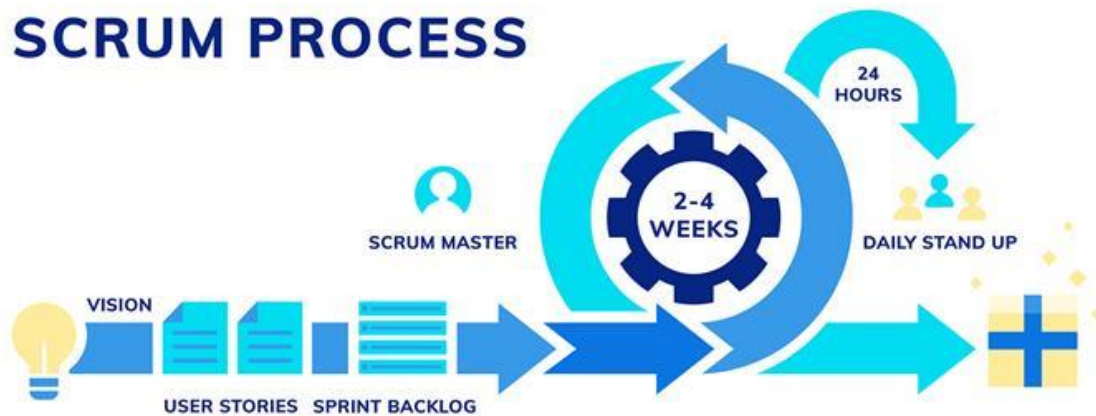 SCRUM PROCESS
24
HOURS
2-4
WEEKS
SCRUM MASTER
DAILY STAND UP
VISION
USER STORIES
SPRINT BACKLOG